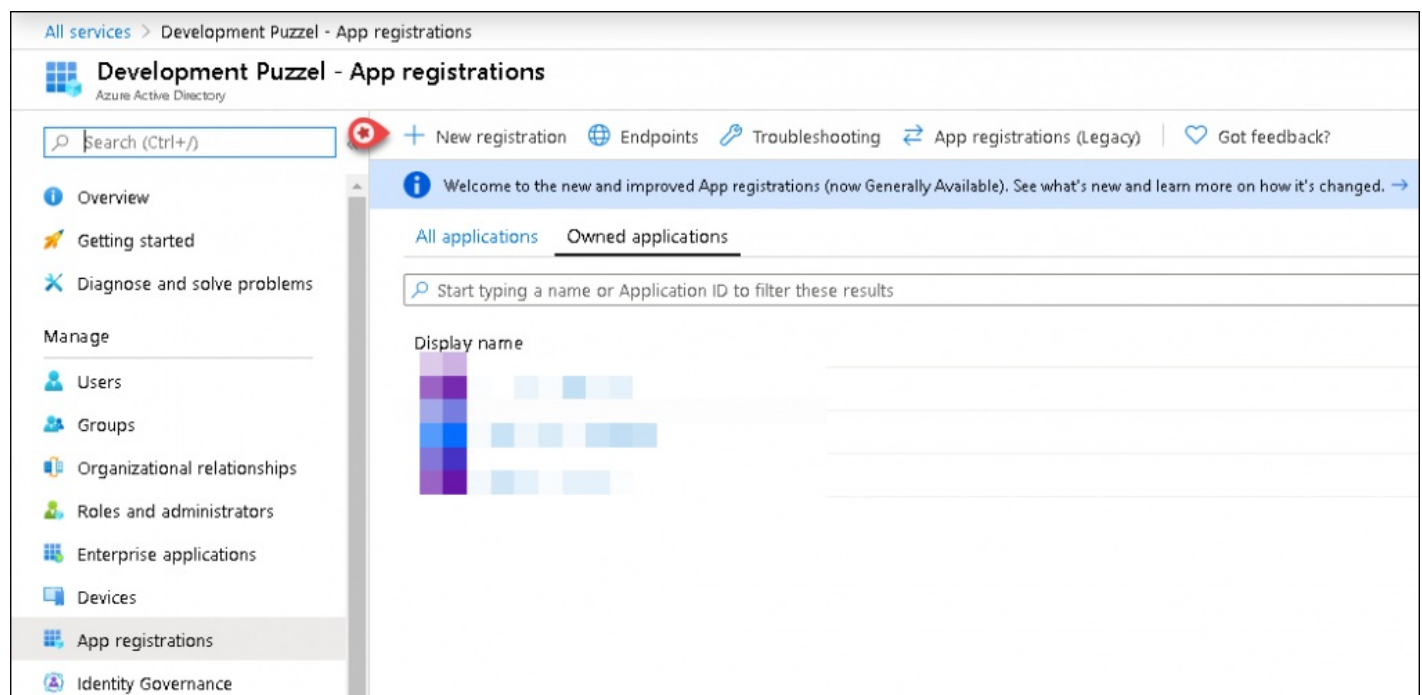 All services > Development Puzzel - App registrations
Development Puzzel - App registrations
Azure Active Directory
Search (Ctrl+/)
Overview
Getting started
Diagnose and solve problems
Manage
Users
Groups
Organizational relationships
Roles and administrators
Enterprise applications
Devices
App registrations
Identity Governance
New registration Endpoints Troubleshooting App registrations (Legacy) Got feedback?
Welcome to the new and improved App registrations (now Generally Available). See what's new and learn more on how it's changed. →
All applications Owned applications
Start typing a name or Application ID to filter these results
Display name